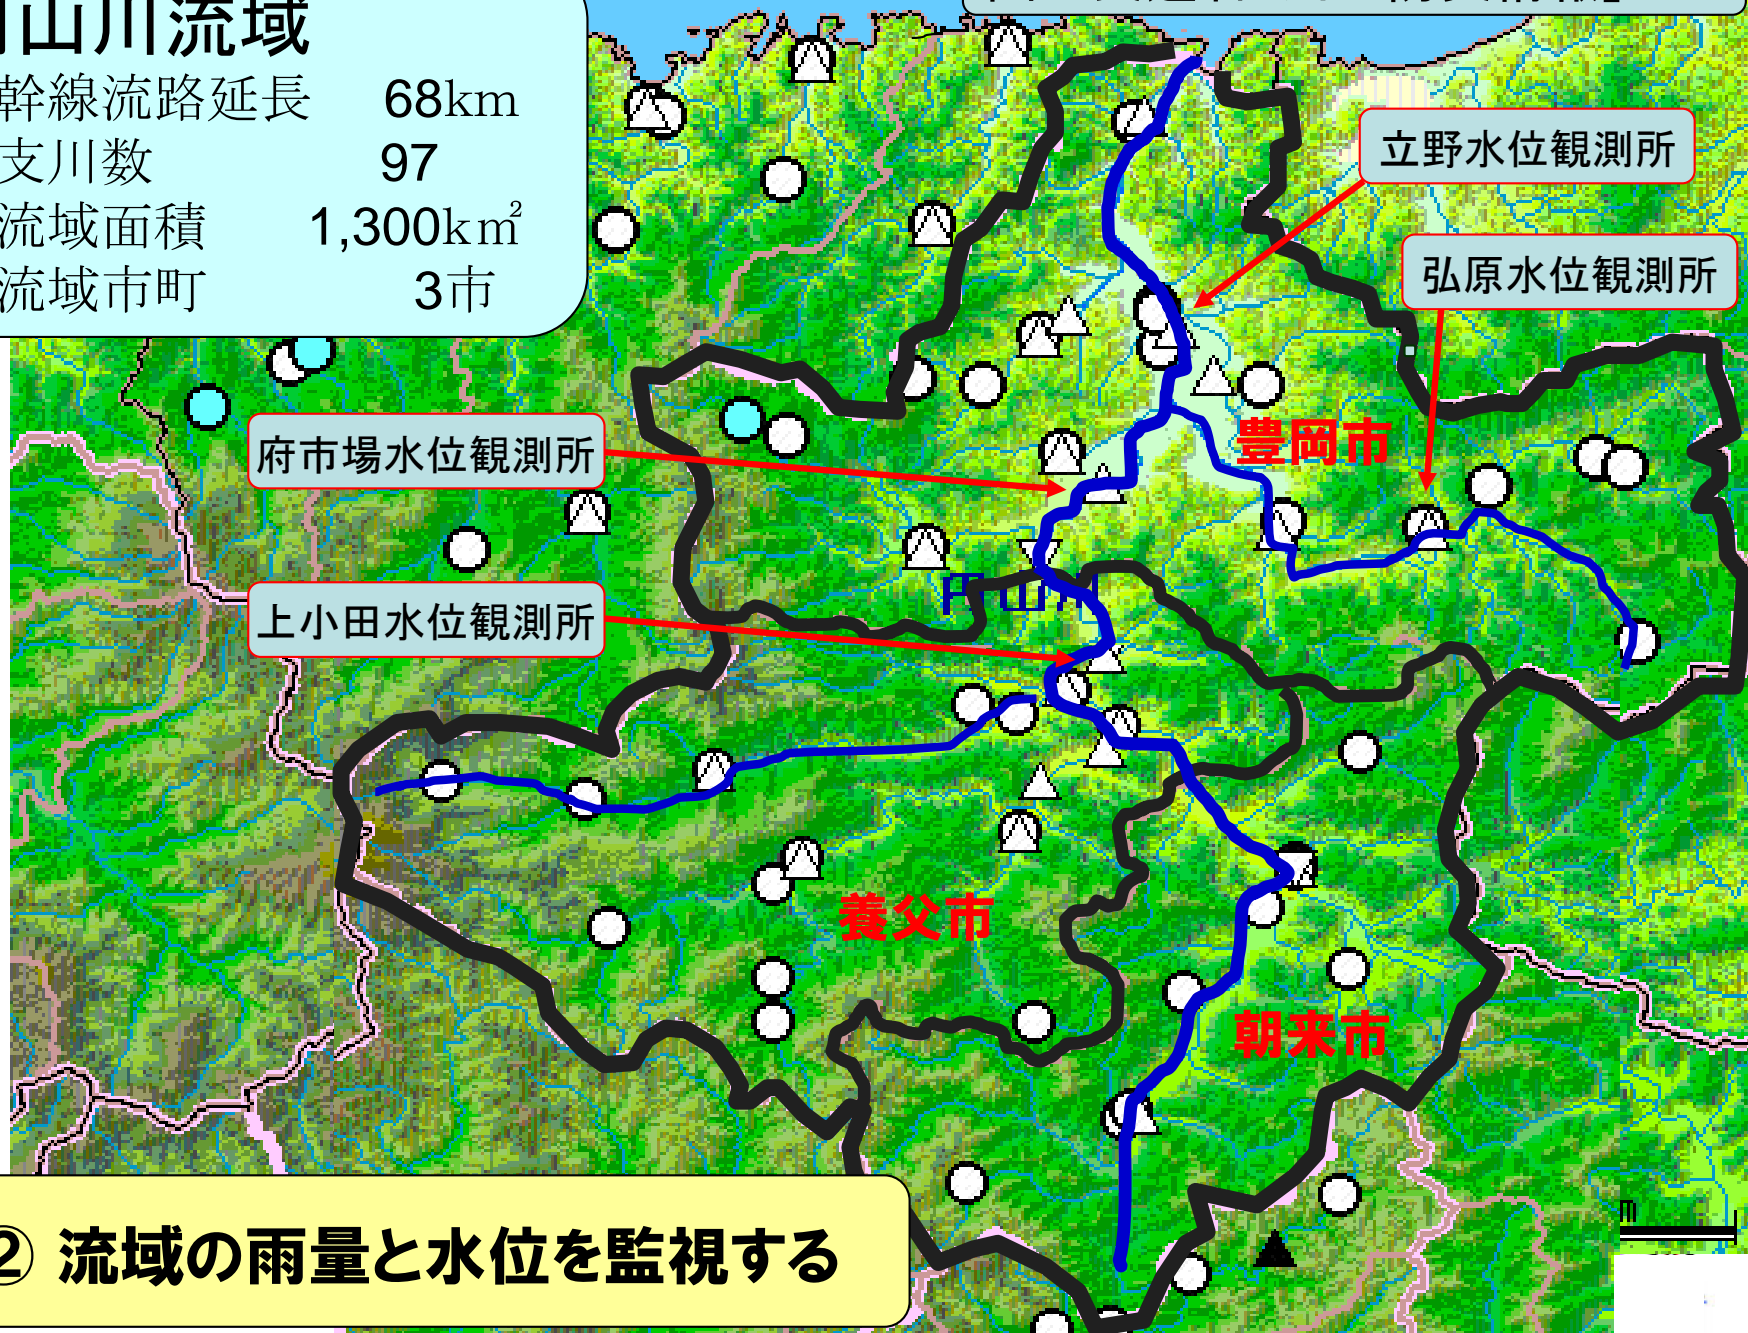 山川流域
幹線流路延長 68km
支川数 97
流域面積 1,300k㎡
流域市町 3市
立野水位観測所
弘原水位観測所
府市場水位観測所
豊岡市
円山川
上小田水位観測所
養父市
朝来市
② 流域の雨量と水位を監視する